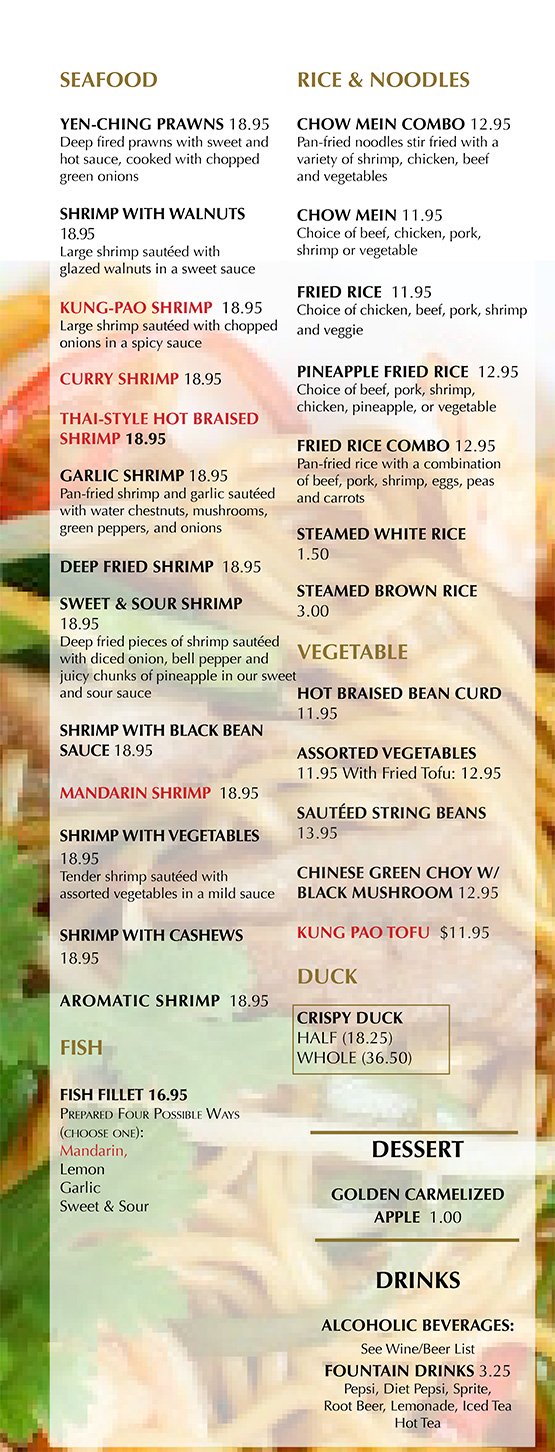 SEAFOOD
YEN-CHING PRAWNS 18.95
Deep fired prawns with sweet and
hot sauce, cooked with chopped
green onions
SHRIMP WITH WALNUTS
18.95
Large shrimp sautéed with
glazed walnuts in a sweet sauce
KUNG-PAO SHRIMP 18.95
Large shrimp sautéed with chopped
onions in a spicy sauce
CURRY SHRIMP 18.95
THAI-STYLE HOT BRAISED
SHRIMP 18.95
GARLIC SHRIMP 18.95
Pan-fried shrimp and garlic sautéed
with water chestnuts, mushrooms,
green peppers, and onions
DEEP FRIED SHRIMP 18.95
SWEET & SOUR SHRIMP
18.95
Deep fried pieces of shrimp sautéed
with diced onion, bell pepper and
juicy chunks of pineapple in our sweet
and sour sauce
SHRIMP WITH BLACK BEAN
SAUCE 18.95
MANDARIN SHRIMP 18.95
SHRIMP WITH VEGETABLES
18.95
Tender shrimp sautéed with
assorted vegetables in a mild sauce
SHRIMP WITH CASHEWS
18.95
AROMATIC SHRIMP 18.95
FISH
FISH FILLET 16.95
PREPARED FOUR POSSIBLE WAYS
(CHOOSE ONE):
Mandarin,
Lemon
Garlic
Sweet & Sour
RICE & NOODLES
CHOW MEIN COMBO 12.95
Pan-fried noodles stir fried with a
variety of shrimp, chicken, beef
and vegetables
CHOW MEIN 11.95
Choice of beef, chicken, pork,
shrimp or vegetable
FRIED RICE 11.95
Choice of chicken, beef, pork, shrimp
and veggie
PINEAPPLE FRIED RICE 12.95
Choice of beef, pork, shrimp,
chicken, pineapple, or vegetable
FRIED RICE COMBO 12.95
Pan-fried rice with a combination
of beef, pork, shrimp, eggs, peas
and carrots
STEAMED WHITE RICE
1.50
STEAMED BROWN RICE
3.00
VEGETABLE
HOT BRAISED BEAN CURD
11.95
ASSORTED VEGETABLES
11.95 With Fried Tofu: 12.95
SAUTÉED STRING BEANS
13.95
CHINESE GREEN CHOY W/
BLACK MUSHROOM 12.95
KUNG PAO TOFU $11.95
DUCK
CRISPY DUCK
HALF (18.25)
WHOLE (36.50)
DESSERT
GOLDEN CARMELIZED
APPLE 1.00
DRINKS
ALCOHOLIC BEVERAGES:
See Wine/Beer List
FOUNTAIN DRINKS 3.25
Pepsi, Diet Pepsi, Sprite,
Root Beer, Lemonade, Iced Tea
Hot Tea